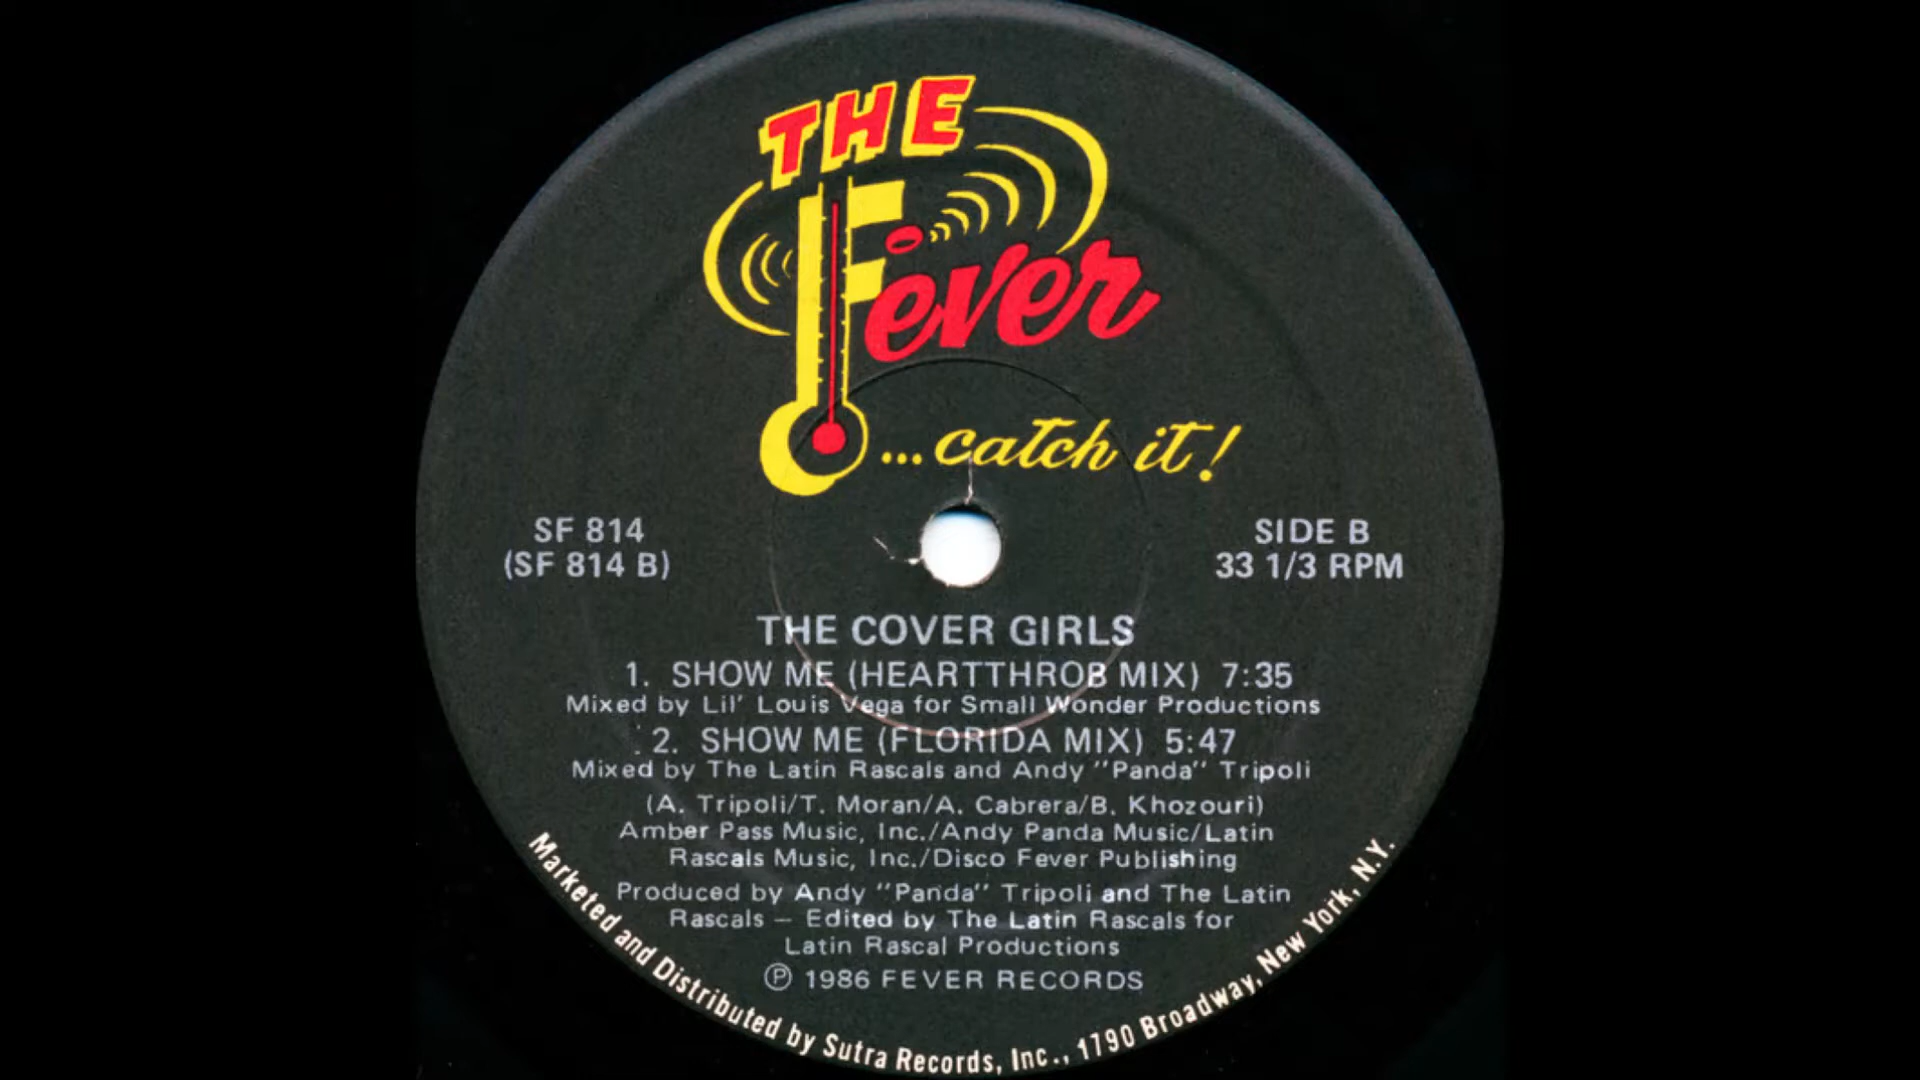 THE
Fever
...catch it!
SF 814
(SF 814 B)
SIDE B
33 1/3 RPM
THE COVER GIRLS
1. SHOW ME (HEARTTHROB MIX) 7:35
Mixed by Lil' Louis Vega for Small Wonder Productions
2. SHOW ME (FLORIDA MIX) 5:47
Mixed by The Latin Rascals and Andy "Panda" Tripoli
(A. Tripoli/T. Moran/A. Cabrera/B. Khozouri)
Amber Pass Music, Inc./Andy Panda Music/Latin
Rascals Music, Inc./Disco Fever Publishing
Produced by Andy "Panda" Tripoli and The Latin
Rascals — Edited by The Latin Rascals for
Latin Rascal Productions
℗ 1986 FEVER RECORDS
Marketed and Distributed by Sutra Records, Inc., 1790 Broadway, New York, N.Y.